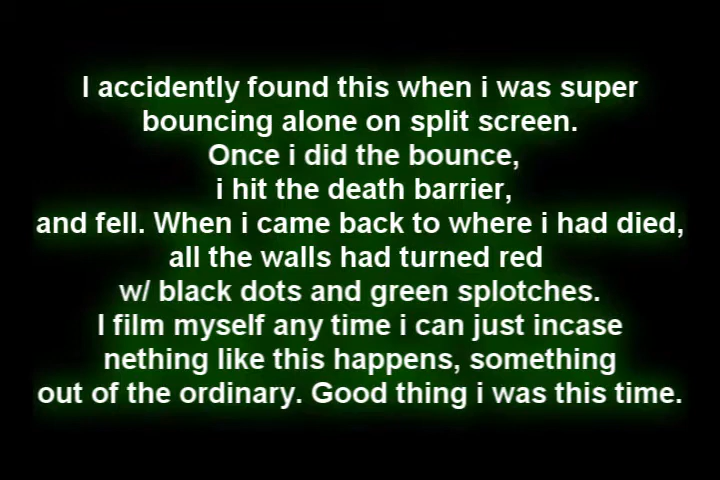 I accidently found this when i was super
bouncing alone on split screen.
Once i did the bounce,
i hit the death barrier,
and fell. When i came back to where i had died,
all the walls had turned red
w/ black dots and green splotches.
I film myself any time i can just incase
nething like this happens, something
out of the ordinary. Good thing i was this time.